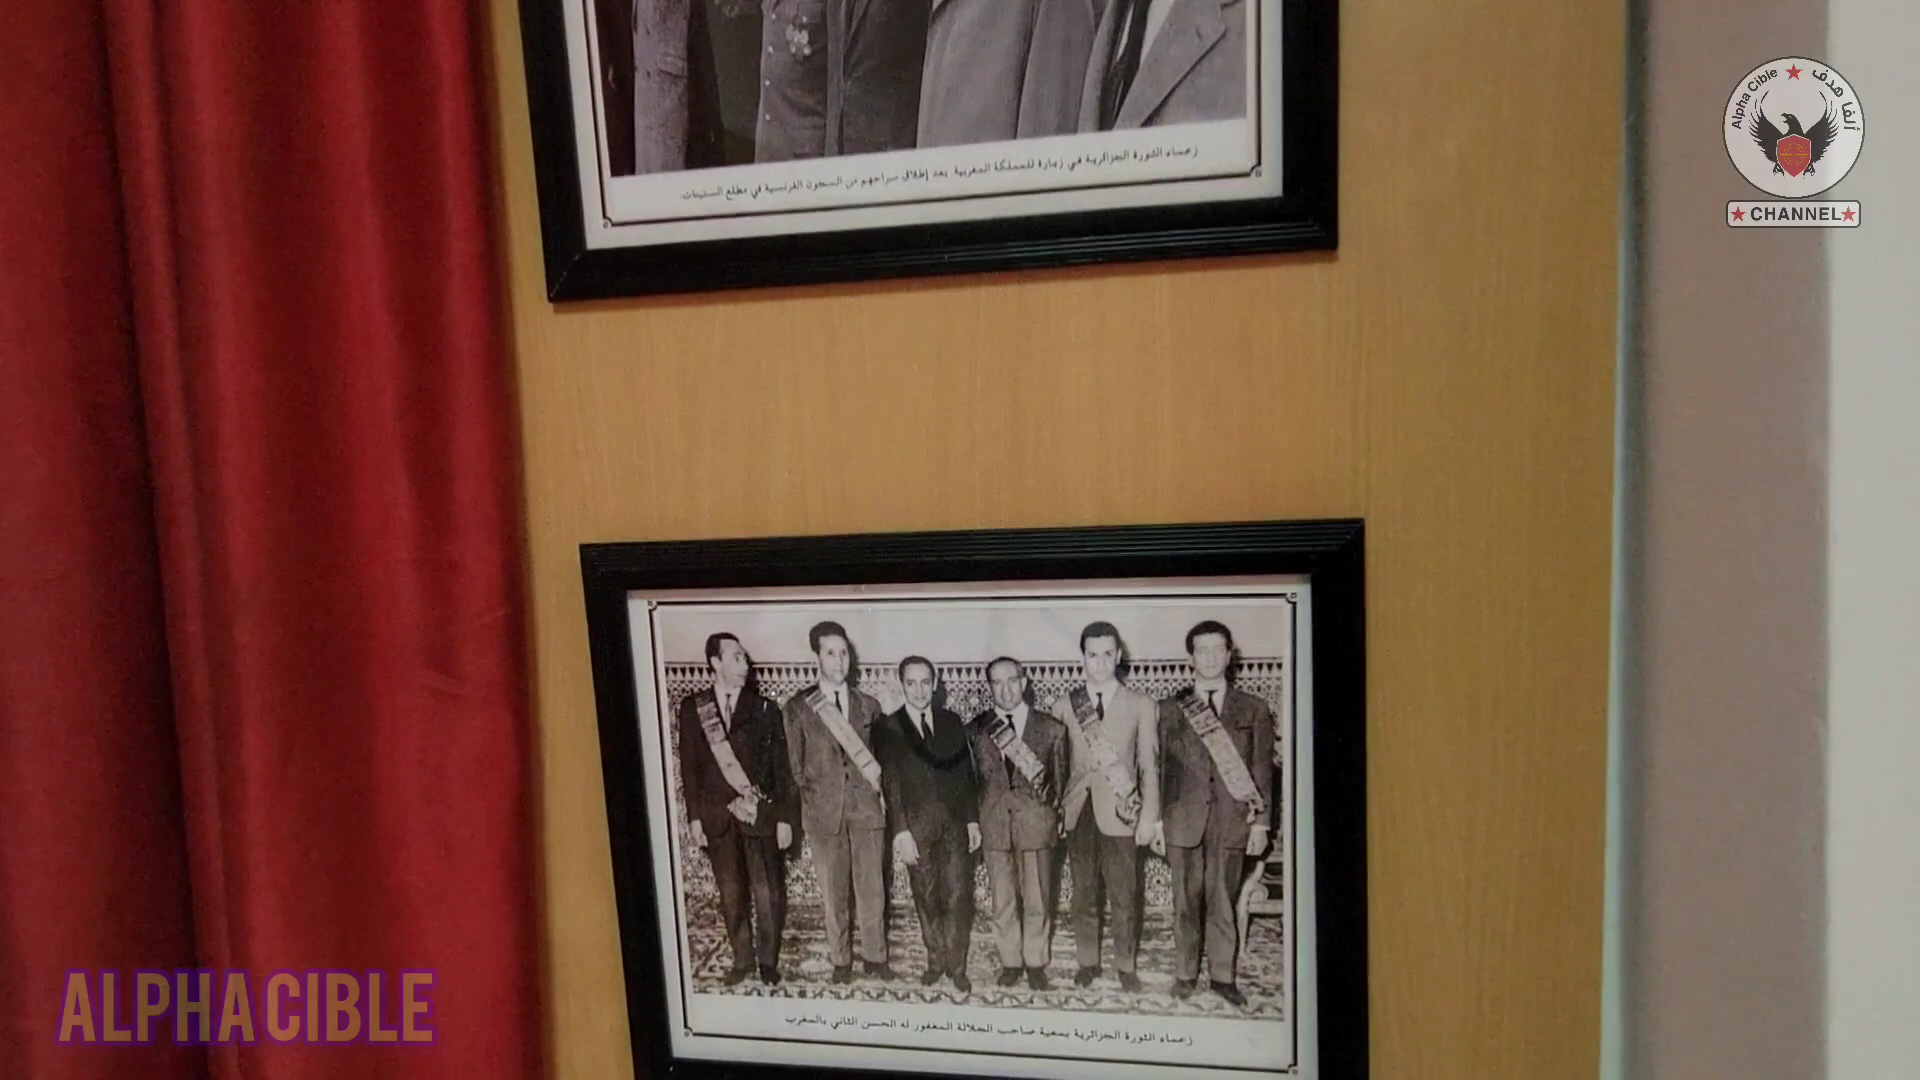 Alpha Cible ★ ألفا هدف
★ CHANNEL ★
زعماء الثورة الجزائرية في زيارة للمملكة المغربية بعد إطلاق سراحهم من السجون الفرنسية في مطلع الستينات.
زعماء الثورة الجزائرية بمعية صاحب الجلالة المغفور له الحسن الثاني بالمغرب
ALPHA CIBLE